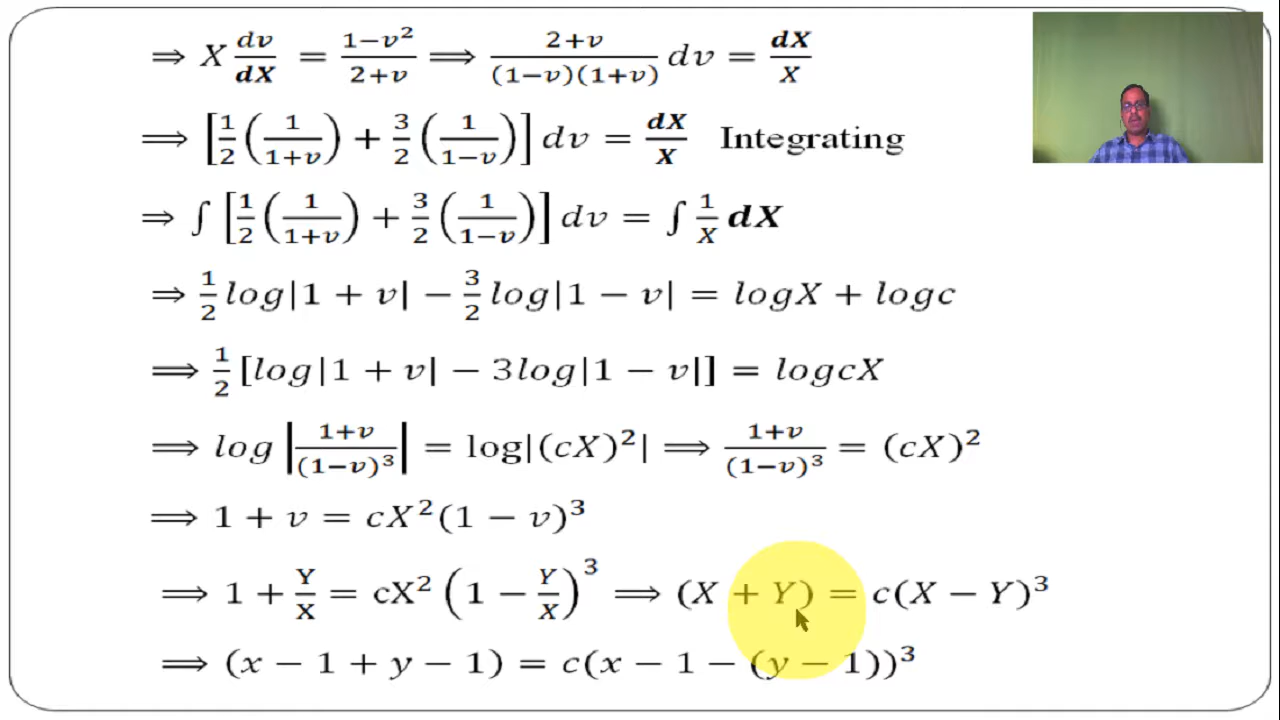 ⇒ X dv/dX = (1−v²)/(2+v) ⟹ (2+v)/((1−v)(1+v)) dv = dX/X
⟹ [1/2 (1/(1+v)) + 3/2 (1/(1−v))] dv = dX/X Integrating
⇒ ∫ [1/2 (1/(1+v)) + 3/2 (1/(1−v))] dv = ∫ 1/X dX
⇒ 1/2 log|1 + v| − 3/2 log|1 − v| = logX + logc
⟹ 1/2 [log|1 + v| − 3log|1 − v|] = logcX
⟹ log |(1+v)/(1−v)³| = log|(cX)²| ⟹ (1+v)/(1−v)³ = (cX)²
⟹ 1 + v = cX²(1 − v)³
⟹ 1 + Y/X = cX² (1 − Y/X)³ ⟹ (X + Y) = c(X − Y)³
⟹ (x − 1 + y − 1) = c(x − 1 − (y − 1))³